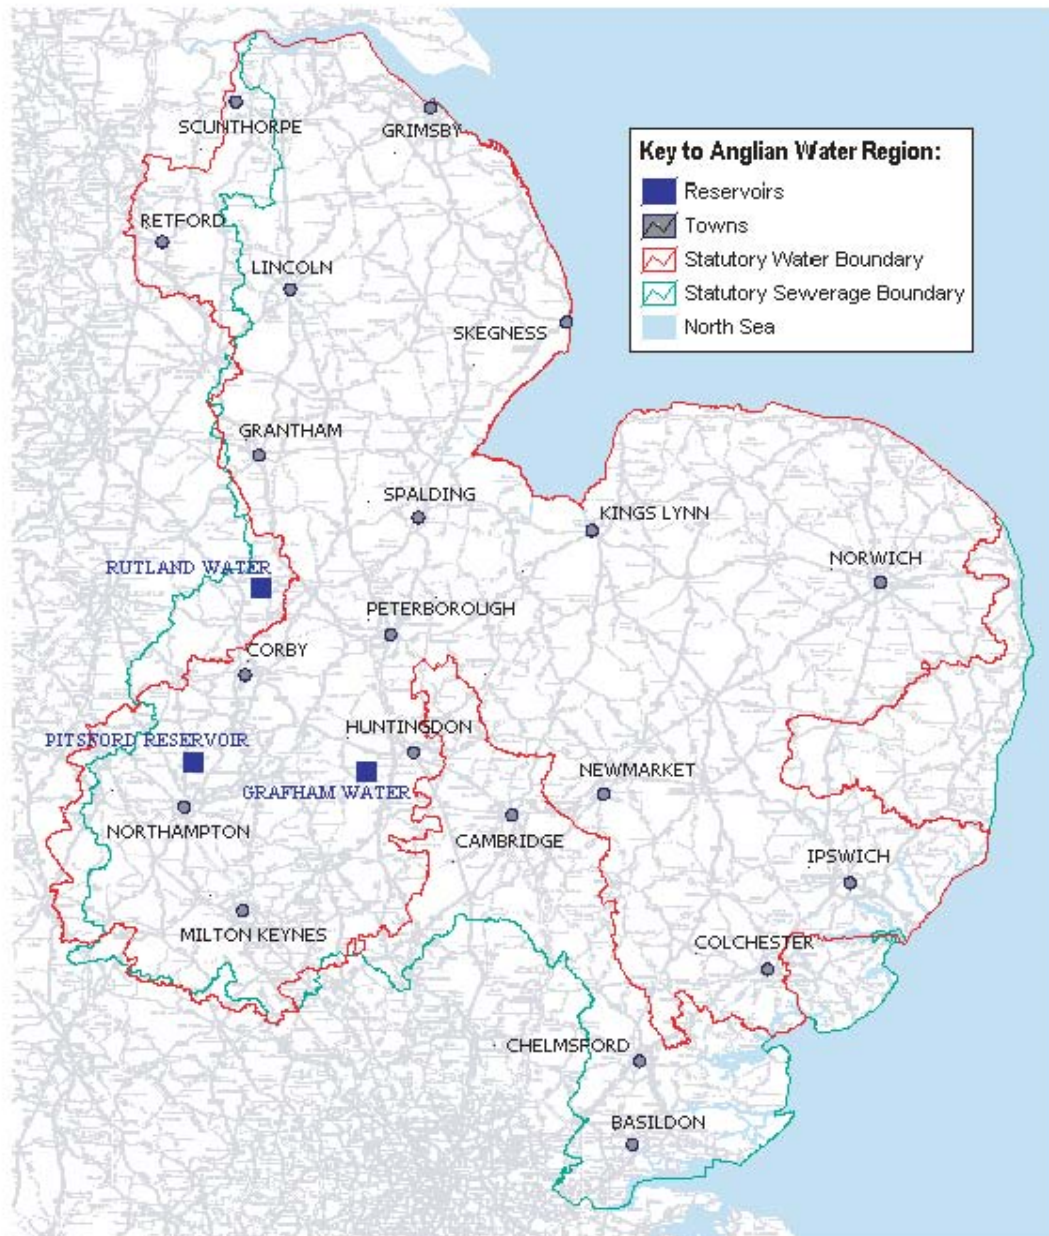 SCUNTHORPE
GRIMSBY
Key to Anglian Water Region:
Reservoirs
Towns
Statutory Water Boundary
Statutory Sewerage Boundary
North Sea
RETFORD
LINCOLN
SKEGNESS
GRANTHAM
SPALDING
KINGS LYNN
RUTLAND WATER
NORWICH
PETERBOROUGH
CORBY
PITSFORD RESERVOIR
HUNTINGDON
GRAFHAM WATER
NEWMARKET
NORTHAMPTON
CAMBRIDGE
IPSWICH
MILTON KEYNES
COLCHESTER
CHELMSFORD
BASILDON